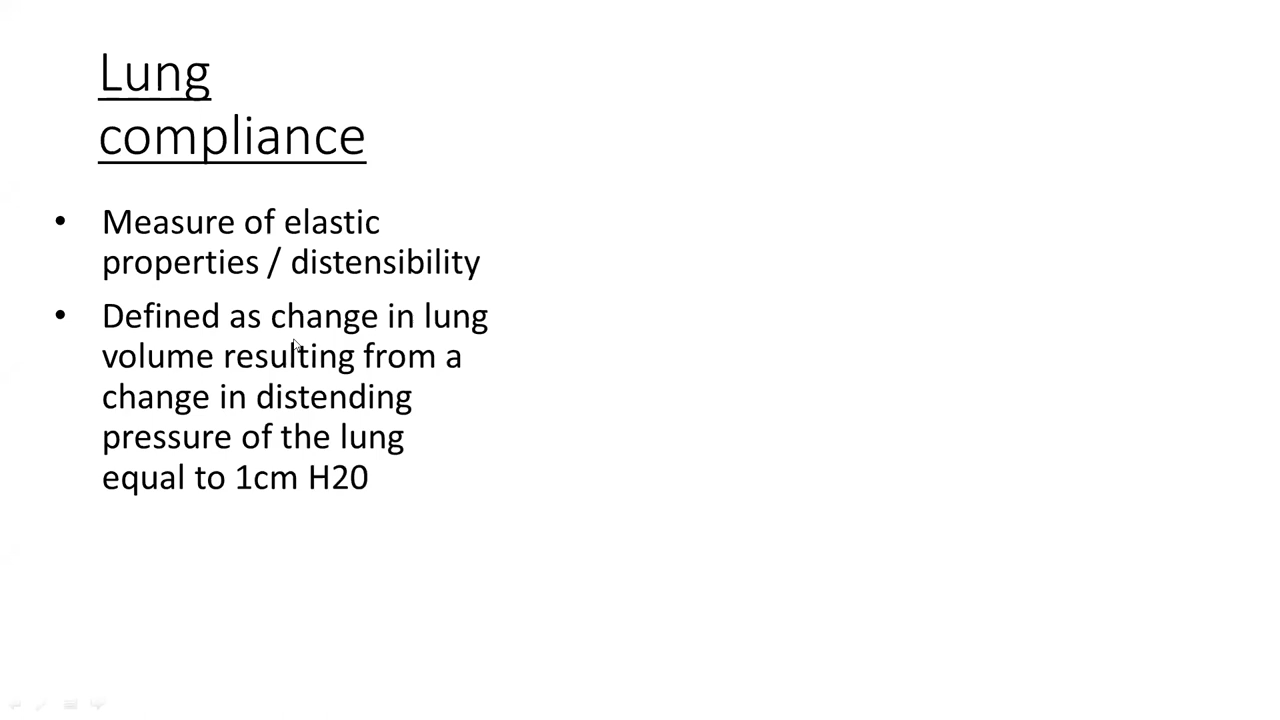 Lung
compliance
• Measure of elastic
properties / distensibility
• Defined as change in lung
volume resulting from a
change in distending
pressure of the lung
equal to 1cm H20